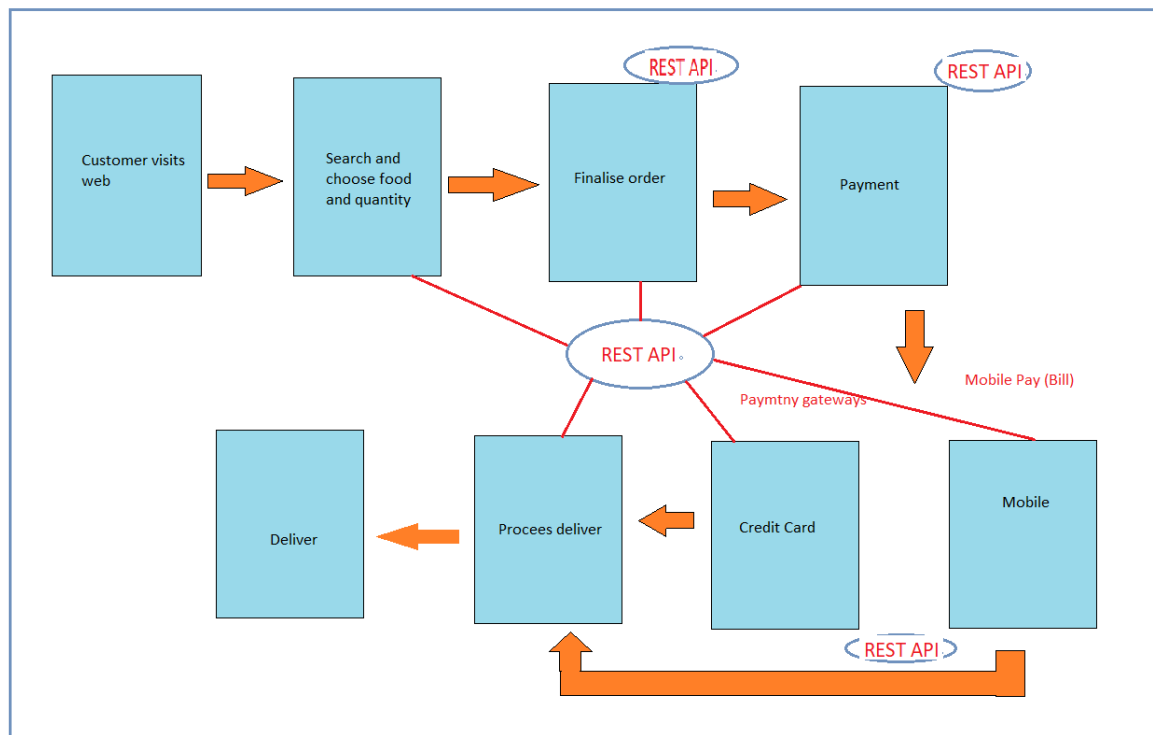 REST API
REST API
Customer visits
web
Search and
choose food
and quantity
Finalise order
Payment
REST API
Mobile Pay (Bill)
Paymtny gateways
Deliver
Procees deliver
Credit Card
Mobile
REST API